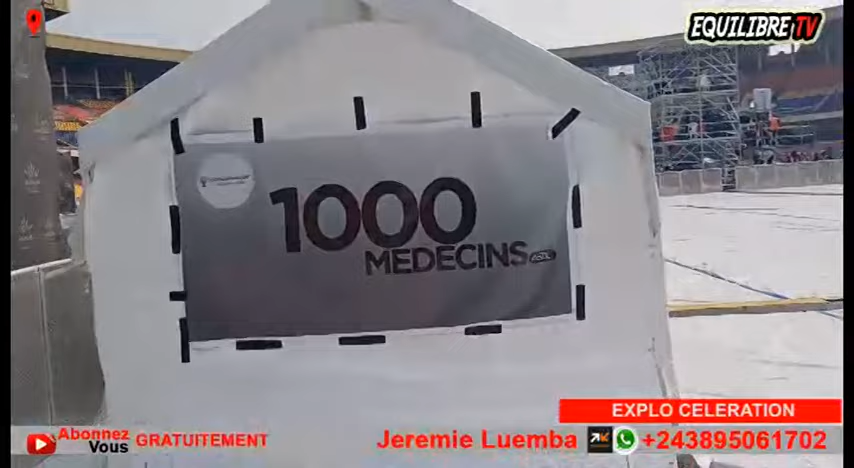 EQUILIBRE TV
1000
MEDECINS ASBL
EXPLO CELERATION
Abonnez
Vous
GRATUITEMENT
Jeremie Luemba
+243895061702